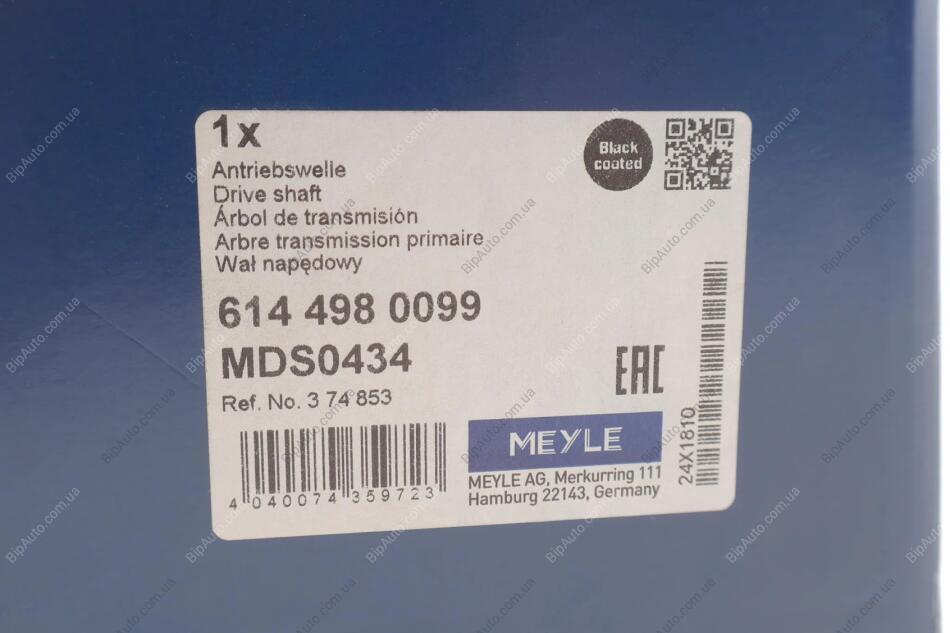 1x
Black
coated
Antriebswelle
Drive shaft
Árbol de transmisión
Arbre transmission primaire
Wał napędowy
614 498 0099
MDS0434
EAC
Ref. No. 3 74 853
MEYLE
MEYLE AG, Merkurring 111
Hamburg 22143, Germany
4 040074 359723
24X1810
BipAuto.com.ua